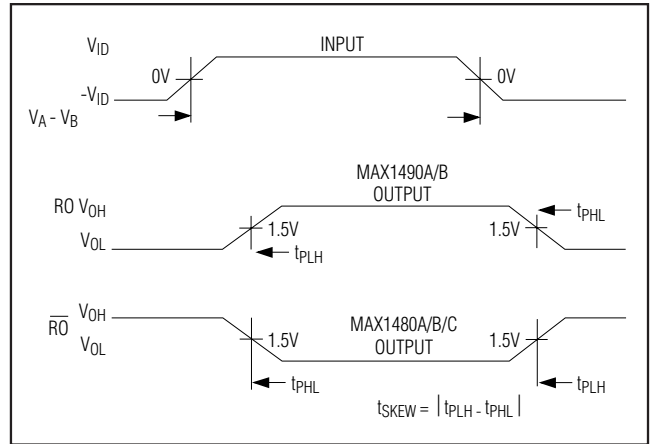 V_ID INPUT
0V 0V
-V_ID
V_A - V_B
MAX1490A/B
OUTPUT
RO V_OH t_PHL
1.5V 1.5V
V_OL t_PLH
R̅O̅ V_OH
1.5V MAX1480A/B/C 1.5V
V_OL OUTPUT
t_PHL t_PLH
t_SKEW = | t_PLH - t_PHL |